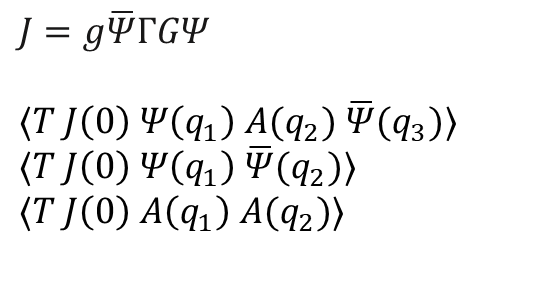 J = gΨ̅ΓGΨ
⟨T J(0) Ψ(q₁) A(q₂) Ψ̅(q₃)⟩
⟨T J(0) Ψ(q₁) Ψ̅(q₂)⟩
⟨T J(0) A(q₁) A(q₂)⟩